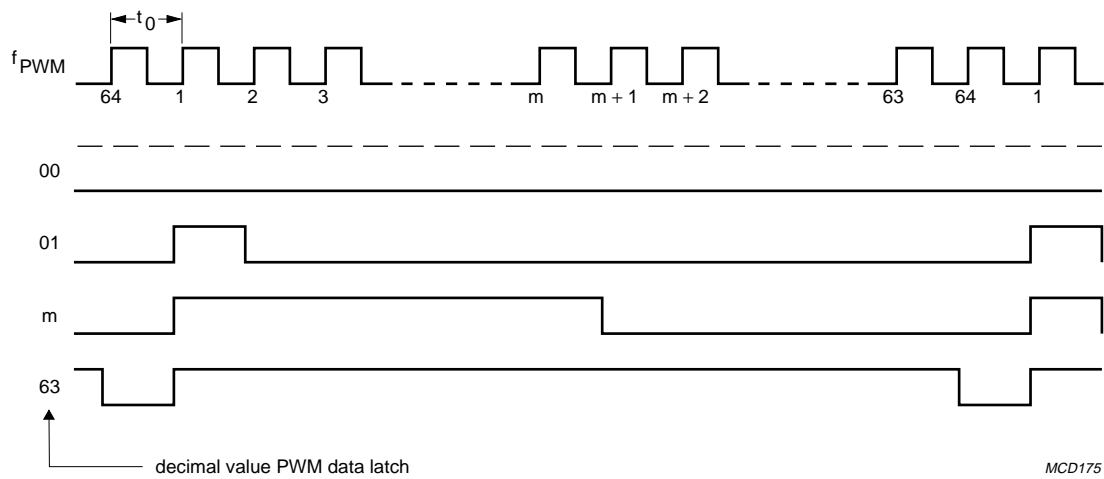 t0
fPWM
64 1 2 3 m m + 1 m + 2 63 64 1
00
01
m
63
decimal value PWM data latch
MCD175